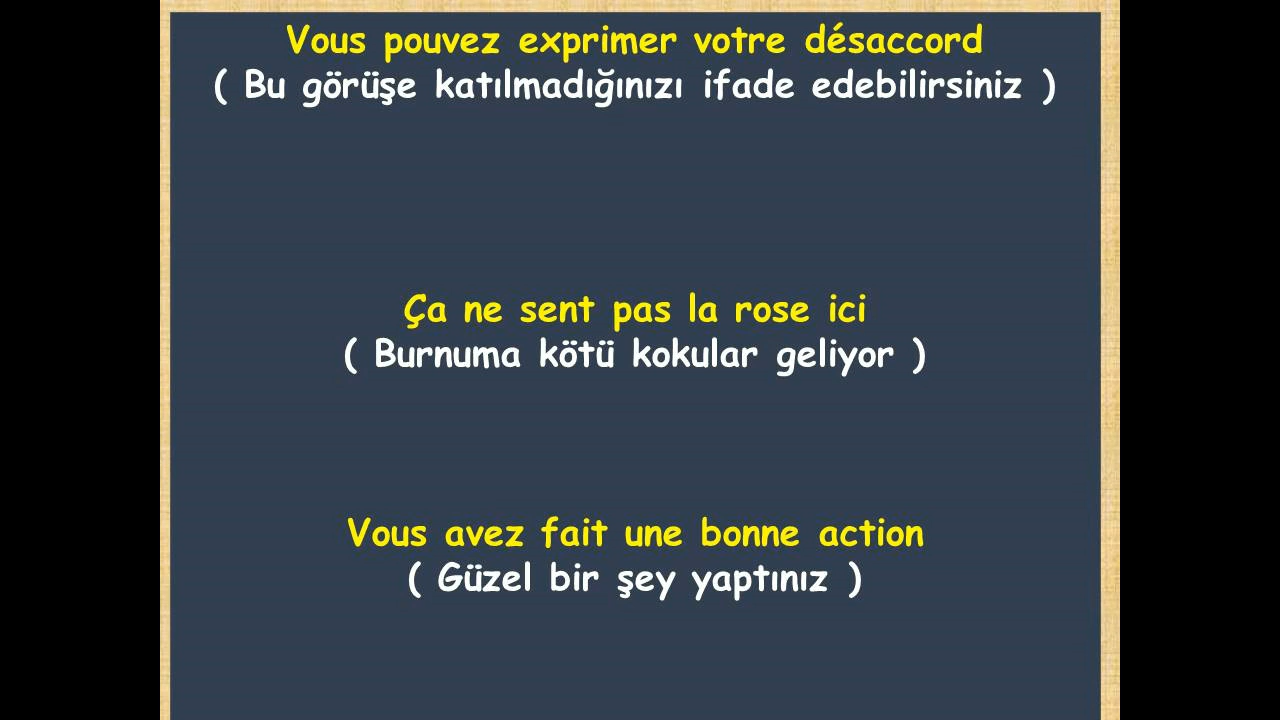 Vous pouvez exprimer votre désaccord
( Bu görüşe katılmadığınızı ifade edebilirsiniz )
Ça ne sent pas la rose ici
( Burnuma kötü kokular geliyor )
Vous avez fait une bonne action
( Güzel bir şey yaptınız )